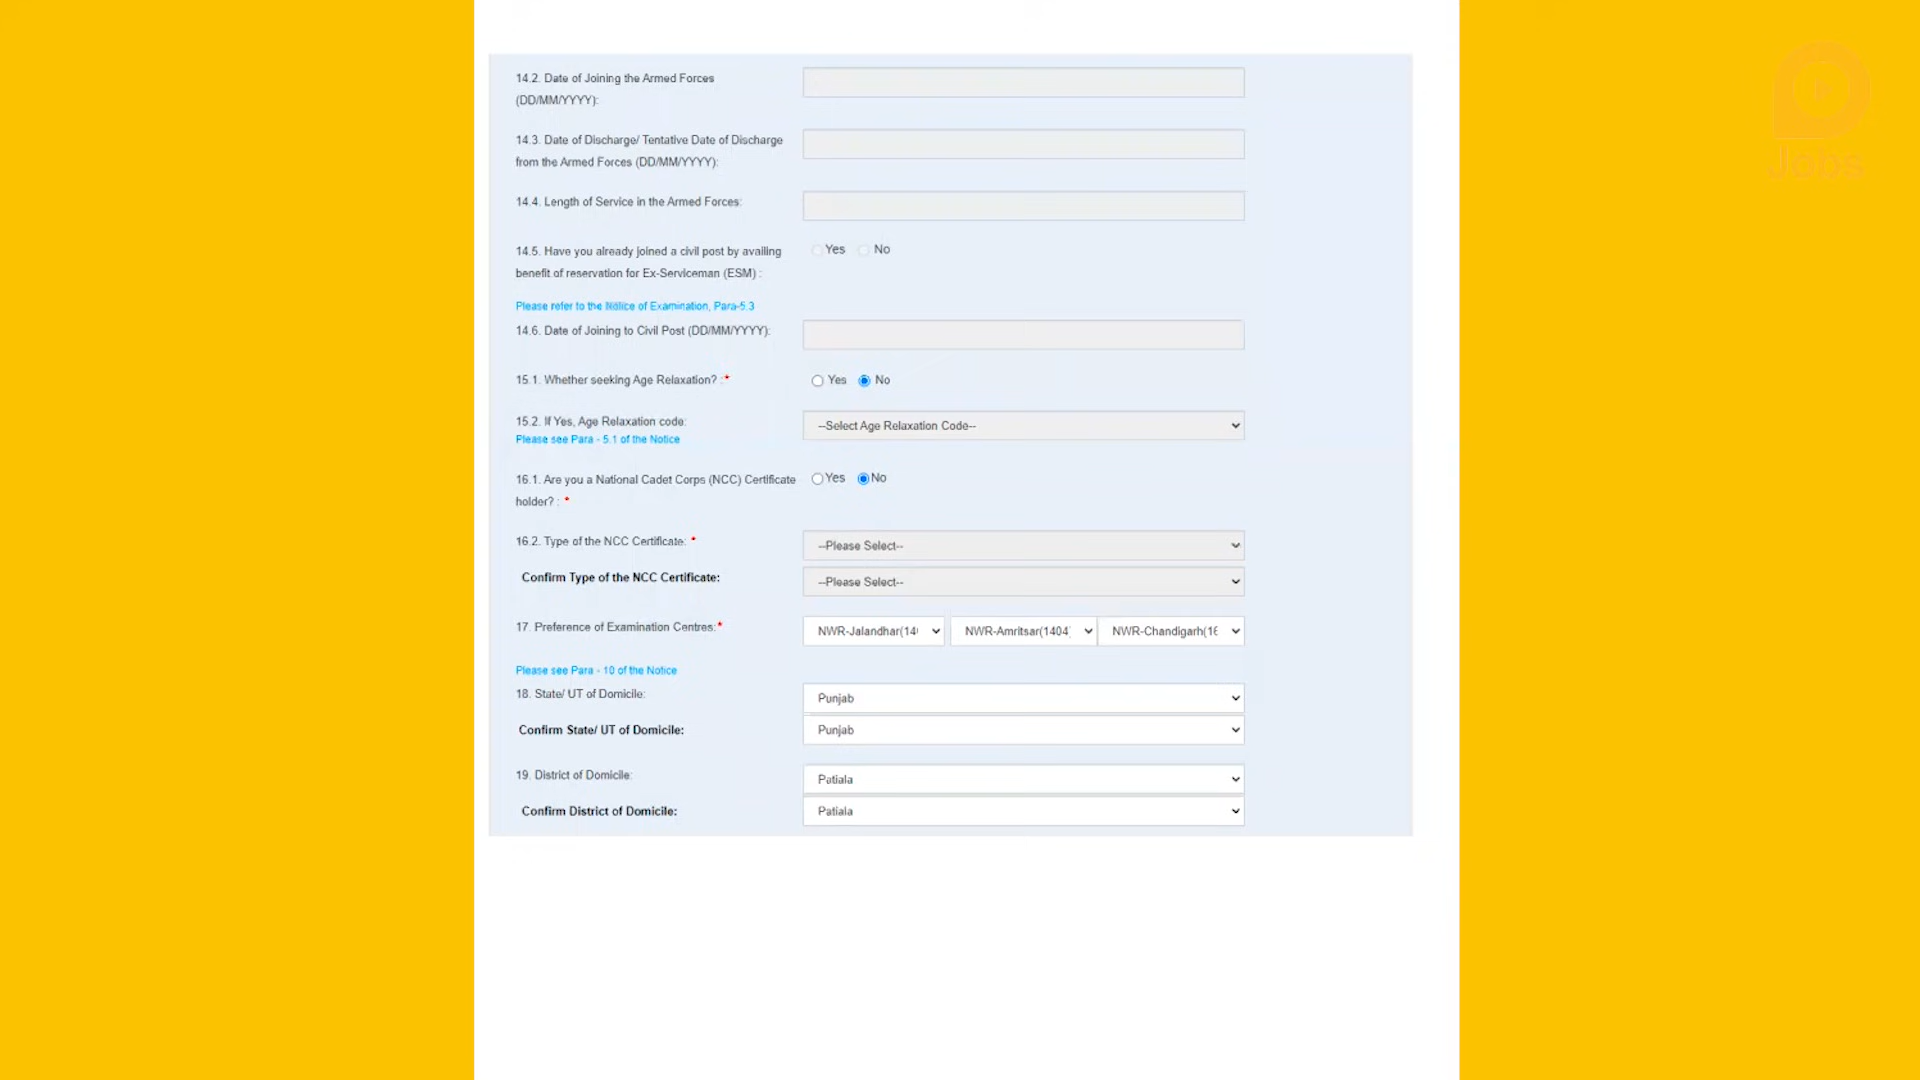 14.2. Date of Joining the Armed Forces
(DD/MM/YYYY):
14.3. Date of Discharge/ Tentative Date of Discharge
from the Armed Forces (DD/MM/YYYY):
14.4. Length of Service in the Armed Forces:
14.5. Have you already joined a civil post by availing
Yes No
benefit of reservation for Ex-Serviceman (ESM) :
Please refer to the Notice of Examination, Para-5.3
14.6. Date of Joining to Civil Post (DD/MM/YYYY):
15.1. Whether seeking Age Relaxation? :* Yes No
15.2. If Yes, Age Relaxation code: --Select Age Relaxation Code--
Please see Para - 5.1 of the Notice
16.1. Are you a National Cadet Corps (NCC) Certificate Yes No
holder? : *
16.2. Type of the NCC Certificate: * --Please Select--
Confirm Type of the NCC Certificate: --Please Select--
17. Preference of Examination Centres:* NWR-Jalandhar(14 NWR-Amritsar(1404 NWR-Chandigarh(16
Please see Para - 10 of the Notice
18. State/ UT of Domicile: Punjab
Confirm State/ UT of Domicile: Punjab
19. District of Domicile: Patiala
Confirm District of Domicile: Patiala
Jobs